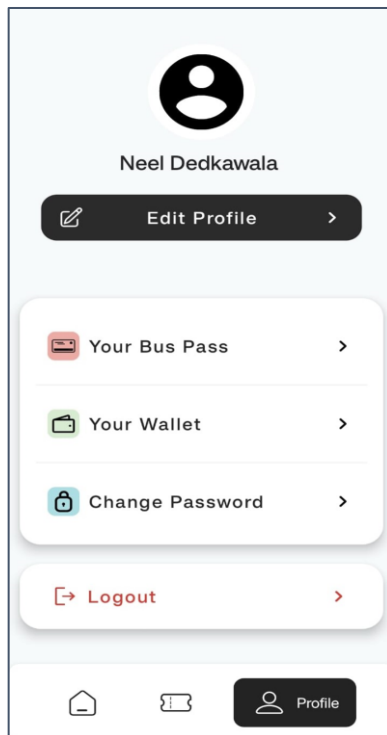 Neel Dedkawala
Edit Profile
Your Bus Pass
Your Wallet
Change Password
Logout
Profile